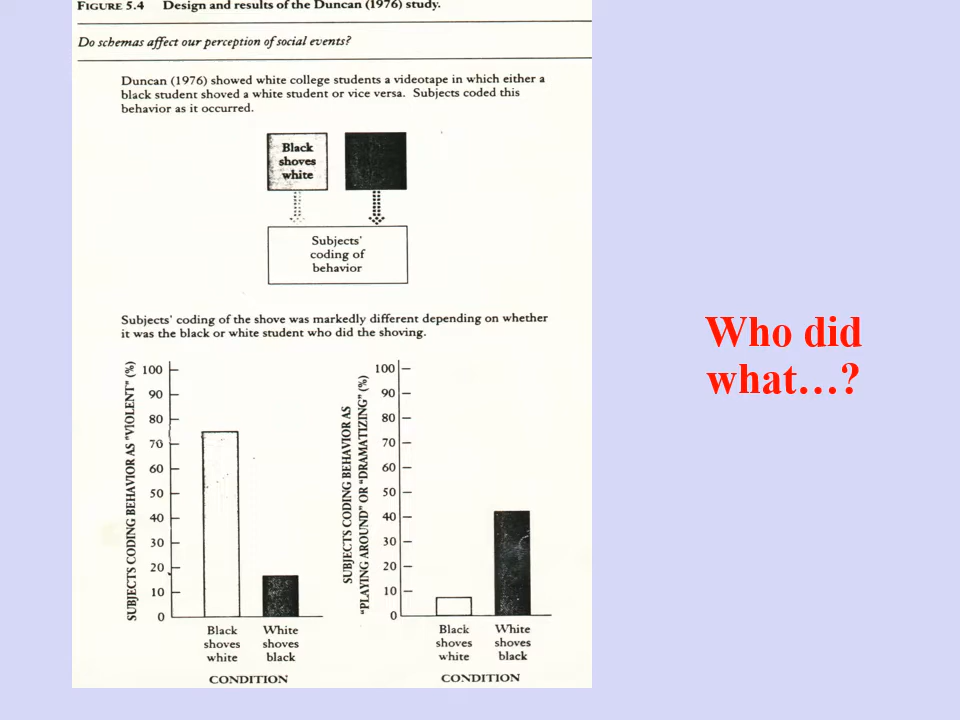 FIGURE 5.4 Design and results of the Duncan (1976) study.
Do schemas affect our perception of social events?
Duncan (1976) showed white college students a videotape in which either a
black student shoved a white student or vice versa. Subjects coded this
behavior as it occurred.
Black
shoves
white
Subjects'
coding of
behavior
Subjects' coding of the shove was markedly different depending on whether
it was the black or white student who did the shoving.
SUBJECTS CODING BEHAVIOR AS "VIOLENT" (%)
100
90
80
70
60
50
40
30
20
10
0
Black
shoves
white
White
shoves
black
CONDITION
SUBJECTS CODING BEHAVIOR AS
"PLAYING AROUND" OR "DRAMATIZING" (%)
100
90
80
70
60
50
40
30
20
10
0
Black
shoves
white
White
shoves
black
CONDITION
Who did
what…?